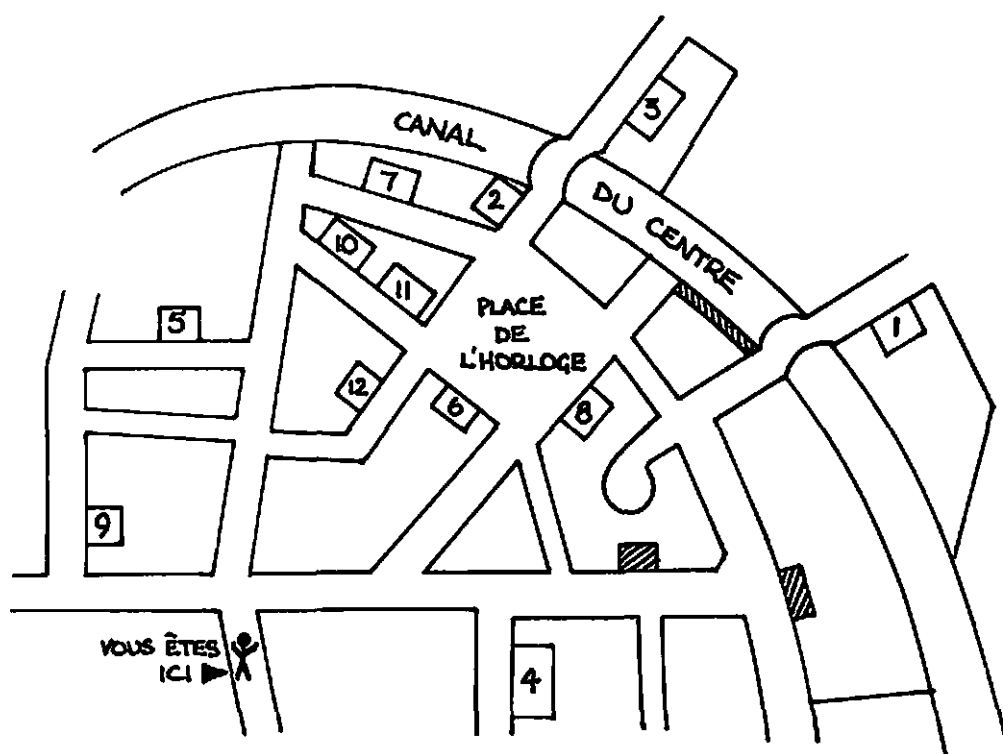 3
CANAL
7
2
DU CENTRE
10
11
PLACE
DE
L'HORLOGE
1
5
12
6
8
9
VOUS ÊTES
ICI
4